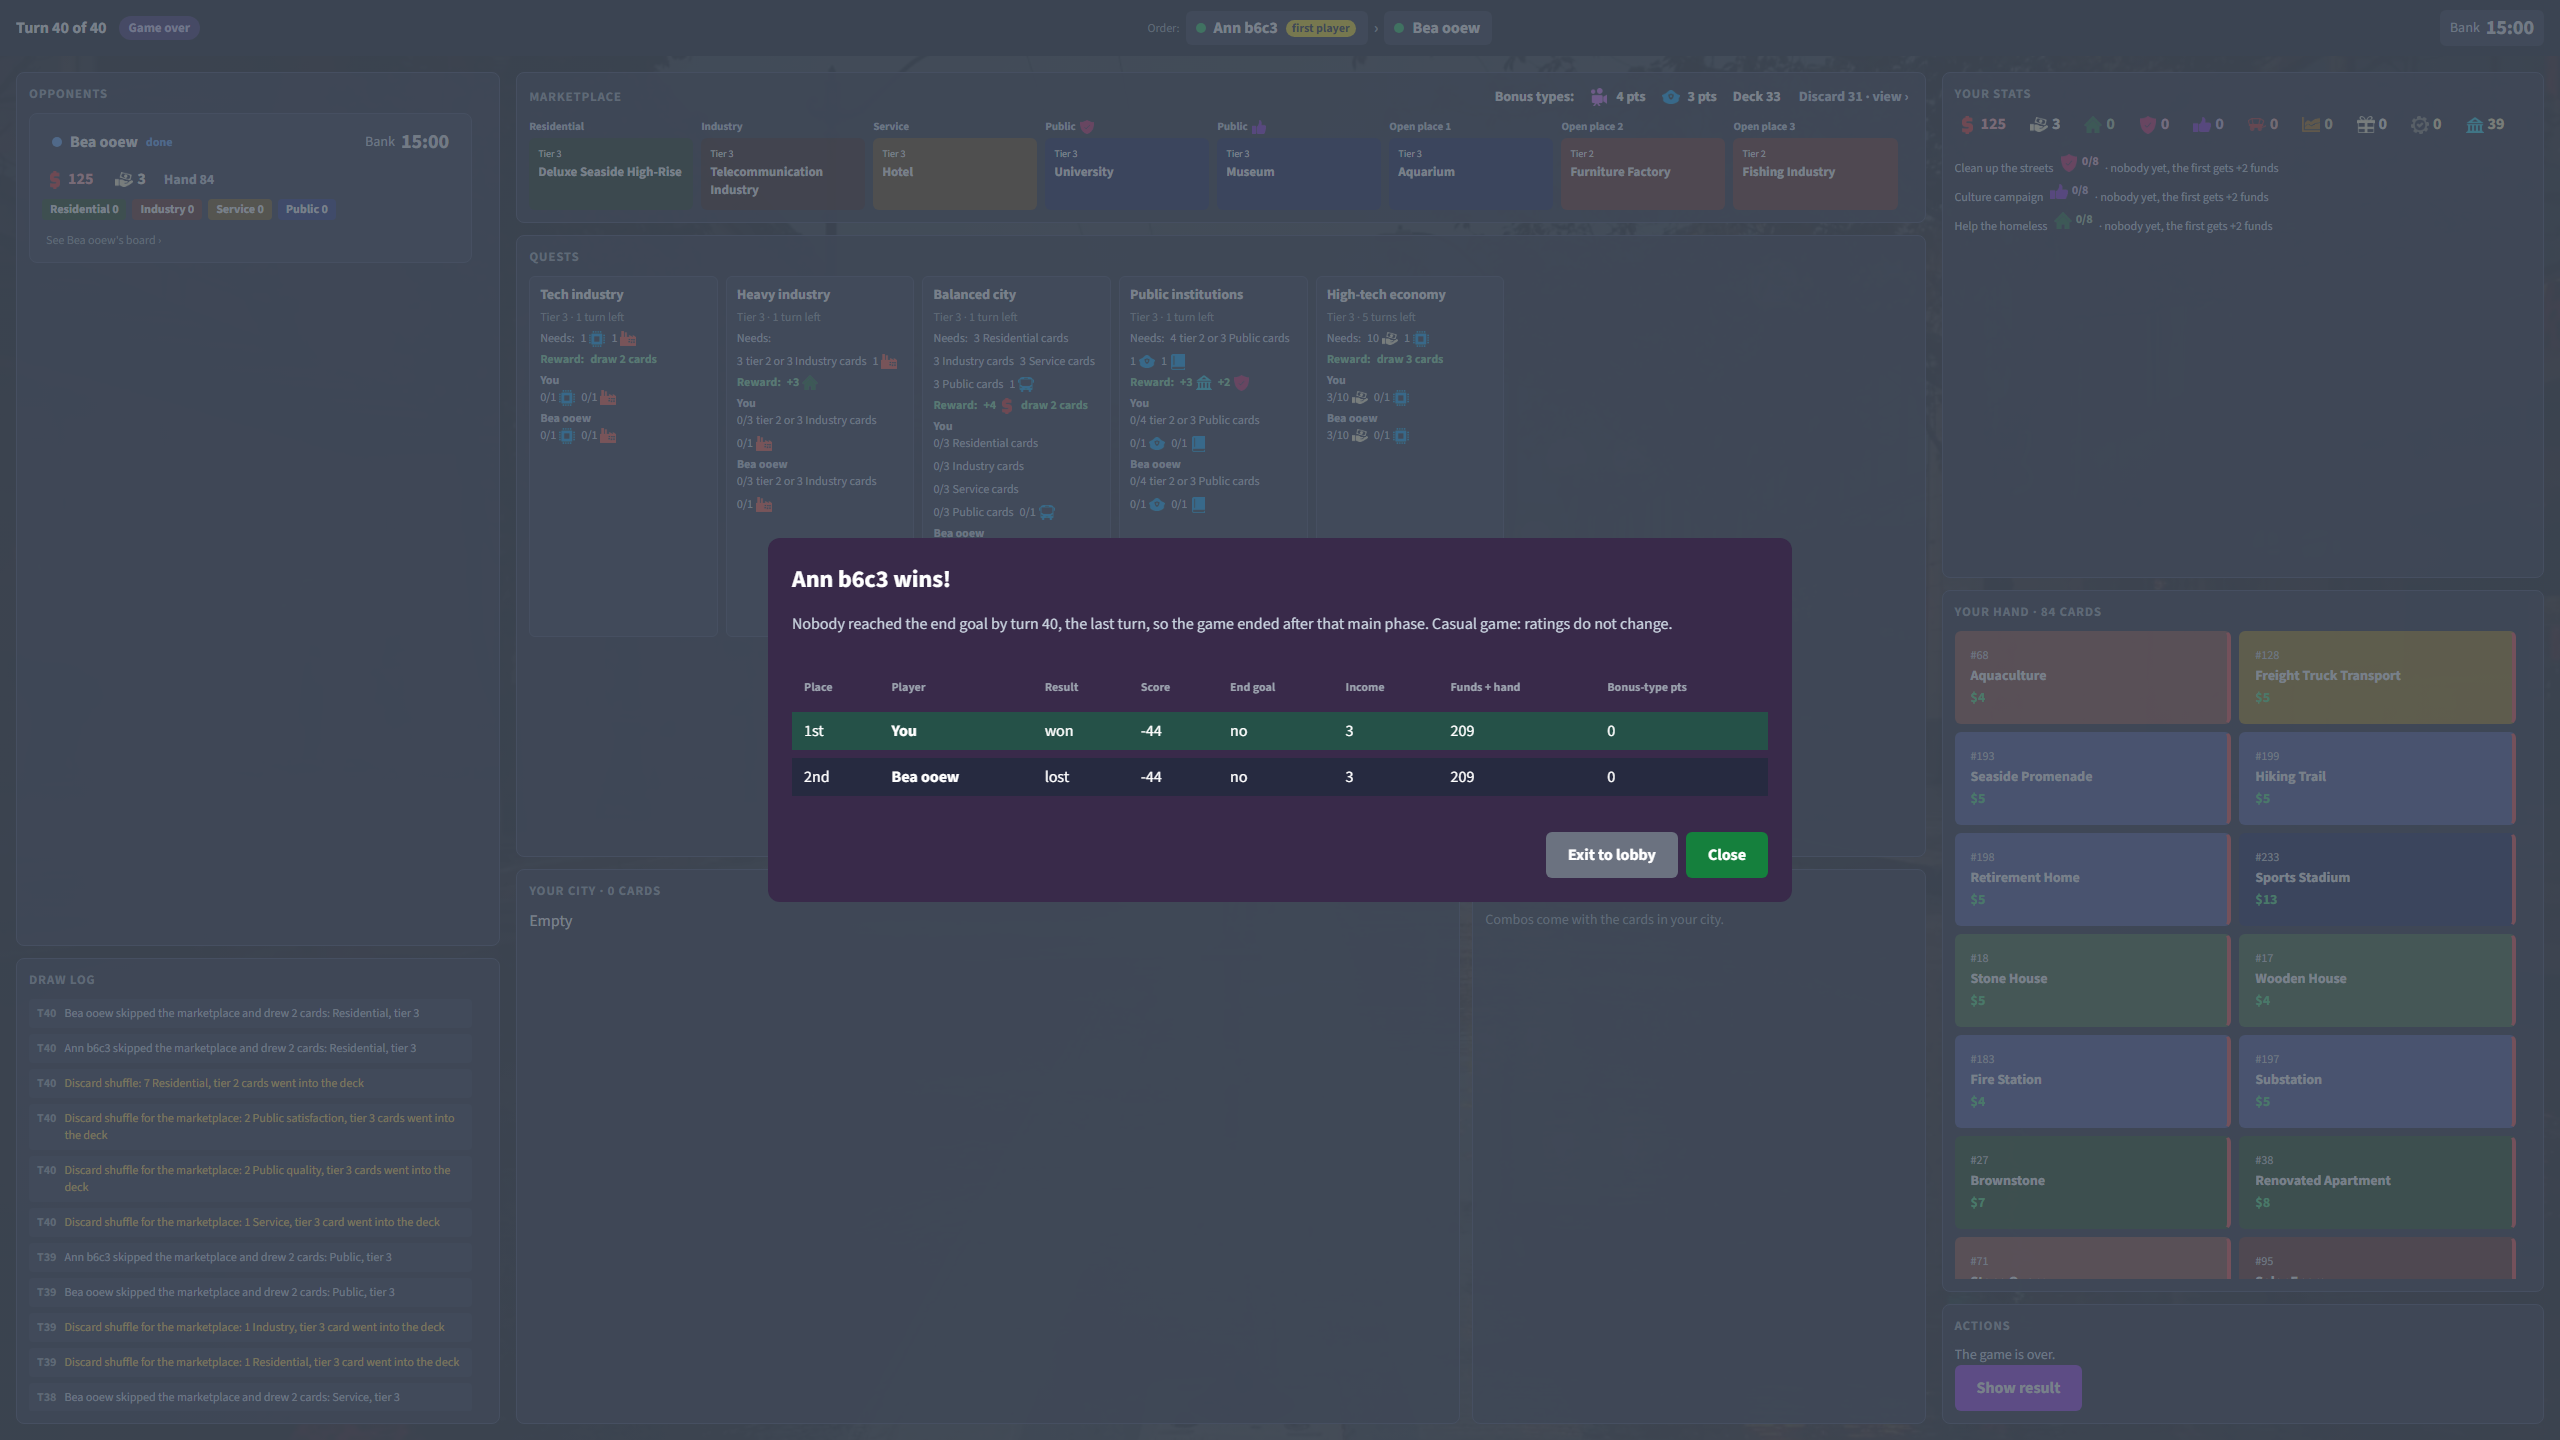 Turn 40 of 40 Game over
Order: Ann b6c3 first player › Bea ooew
Bank 15:00
OPPONENTS
Bea ooew done Bank 15:00
125 3 Hand 84
Residential 0 Industry 0 Service 0 Public 0
See Bea ooew's board ›
DRAW LOG
T40 Bea ooew skipped the marketplace and drew 2 cards: Residential, tier 3
T40 Ann b6c3 skipped the marketplace and drew 2 cards: Residential, tier 3
T40 Discard shuffle: 7 Residential, tier 2 cards went into the deck
T40 Discard shuffle for the marketplace: 2 Public satisfaction, tier 3 cards went into
the deck
T40 Discard shuffle for the marketplace: 2 Public quality, tier 3 cards went into the
deck
T40 Discard shuffle for the marketplace: 1 Service, tier 3 card went into the deck
T39 Ann b6c3 skipped the marketplace and drew 2 cards: Public, tier 3
T39 Bea ooew skipped the marketplace and drew 2 cards: Public, tier 3
T39 Discard shuffle for the marketplace: 1 Industry, tier 3 card went into the deck
T39 Discard shuffle for the marketplace: 1 Residential, tier 3 card went into the deck
T38 Bea ooew skipped the marketplace and drew 2 cards: Service, tier 3
MARKETPLACE
Bonus types: 4 pts 3 pts Deck 33 Discard 31 · view ›
Residential
Tier 3
Deluxe Seaside High-Rise
Industry
Tier 3
Telecommunication
Industry
Service
Tier 3
Hotel
Public
Tier 3
University
Public
Tier 3
Museum
Open place 1
Tier 3
Aquarium
Open place 2
Tier 2
Furniture Factory
Open place 3
Tier 2
Fishing Industry
QUESTS
Tech industry
Tier 3 · 1 turn left
Needs: 1 1
Reward: draw 2 cards
You
0/1 0/1
Bea ooew
0/1 0/1
Heavy industry
Tier 3 · 1 turn left
Needs:
3 tier 2 or 3 Industry cards 1
Reward: +3
You
0/3 tier 2 or 3 Industry cards
0/1
Bea ooew
0/3 tier 2 or 3 Industry cards
0/1
Balanced city
Tier 3 · 1 turn left
Needs: 3 Residential cards
3 Industry cards 3 Service cards
3 Public cards 1
Reward: +4 draw 2 cards
You
0/3 Residential cards
0/3 Industry cards
0/3 Service cards
0/3 Public cards 0/1
Bea ooew
Public institutions
Tier 3 · 1 turn left
Needs: 4 tier 2 or 3 Public cards
1 1
Reward: +3 +2
You
0/4 tier 2 or 3 Public cards
0/1 0/1
Bea ooew
0/4 tier 2 or 3 Public cards
0/1 0/1
High-tech economy
Tier 3 · 5 turns left
Needs: 10 1
Reward: draw 3 cards
You
3/10 0/1
Bea ooew
3/10 0/1
Ann b6c3 wins!
Nobody reached the end goal by turn 40, the last turn, so the game ended after that main phase. Casual game: ratings do not change.
Place Player Result Score End goal Income Funds + hand Bonus-type pts
1st You won -44 no 3 209 0
2nd Bea ooew lost -44 no 3 209 0
Exit to lobby Close
YOUR CITY · 0 CARDS
Empty
Combos come with the cards in your city.
YOUR STATS
125 3 0 0 0 0 0 0 0 39
Clean up the streets 0/8 · nobody yet, the first gets +2 funds
Culture campaign 0/8 · nobody yet, the first gets +2 funds
Help the homeless 0/8 · nobody yet, the first gets +2 funds
YOUR HAND · 84 CARDS
#68
Aquaculture
$4
#128
Freight Truck Transport
$5
#193
Seaside Promenade
$5
#199
Hiking Trail
$5
#198
Retirement Home
$5
#233
Sports Stadium
$13
#18
Stone House
$5
#17
Wooden House
$4
#183
Fire Station
$4
#197
Substation
$5
#27
Brownstone
$7
#38
Renovated Apartment
$8
#71
#95
ACTIONS
The game is over.
Show result